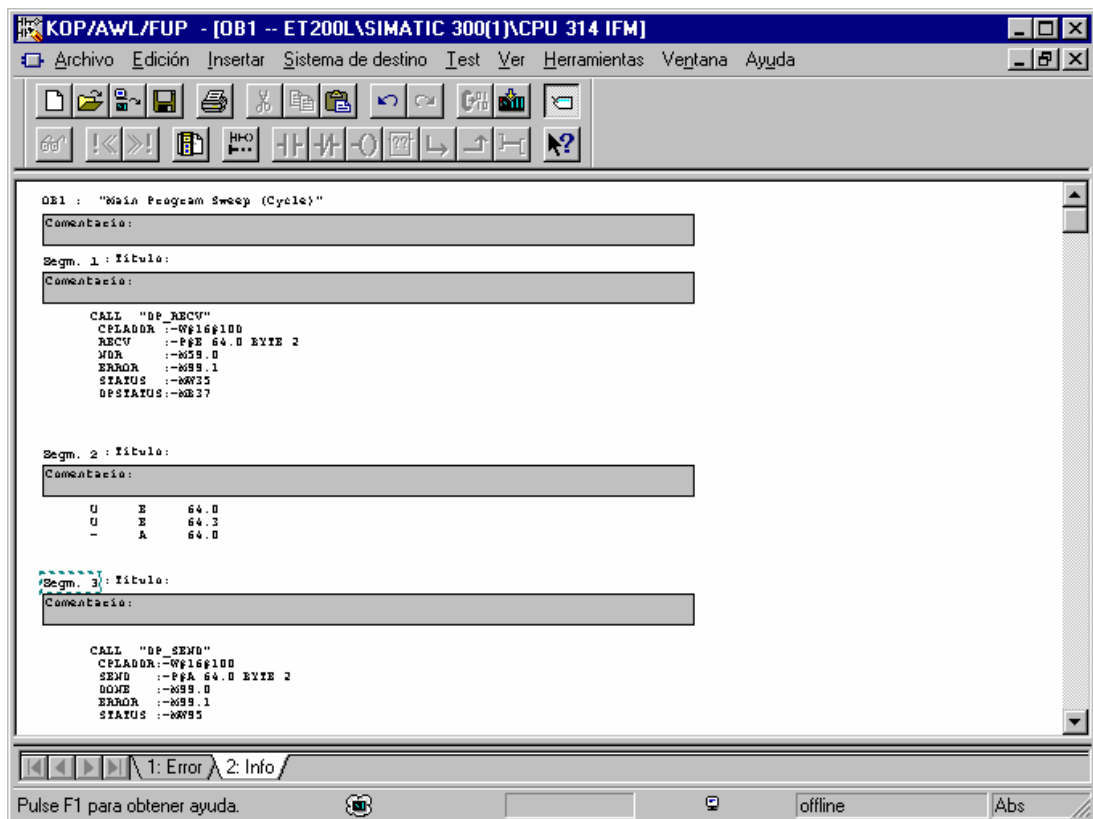 KOP/AWL/FUP - [OB1 -- ET200L\SIMATIC 300(1)\CPU 314 IFM]
Archivo Edición Insertar Sistema de destino Test Ver Herramientas Ventana Ayuda
OB1 : "Main Program Sweep (Cycle)"
Comentario:
Segm. 1 : Título:
Comentario:
CALL "DP_RECV"
CPLADDR :=W#16#100
RECV :=P#E 64.0 BYTE 2
NDR :=M59.0
ERROR :=M99.1
STATUS :=MW35
DPSTATUS:=MB37
Segm. 2 : Título:
Comentario:
U E 64.0
U E 64.3
= A 64.0
Segm. 3 : Título:
Comentario:
CALL "DP_SEND"
CPLADDR:=W#16#100
SEND :=P#A 64.0 BYTE 2
DONE :=M99.0
ERROR :=M99.1
STATUS :=MW95
1: Error 2: Info
Pulse F1 para obtener ayuda. offline Abs